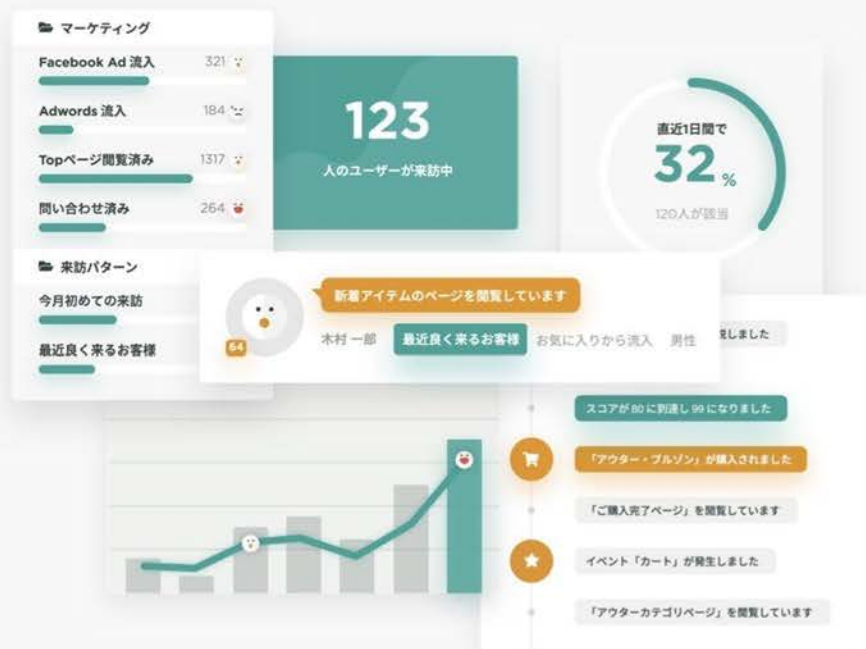 マーケティング
Facebook Ad 流入 321
Adwords 流入 184
Topページ閲覧済み 1317
問い合わせ済み 264
来訪パターン
今月初めての来訪
最近良く来るお客様
123
人のユーザーが来訪中
直近1日間で
32%
120人が該当
新着アイテムのページを閲覧しています
64
木村 一郎 最近良く来るお客様 お気に入りから流入 男性
しました
スコアが 80 に到達し 99 になりました
「アウター・ブルゾン」が購入されました
「ご購入完了ページ」を閲覧しています
イベント「カート」が発生しました
「アウターカテゴリページ」を閲覧しています